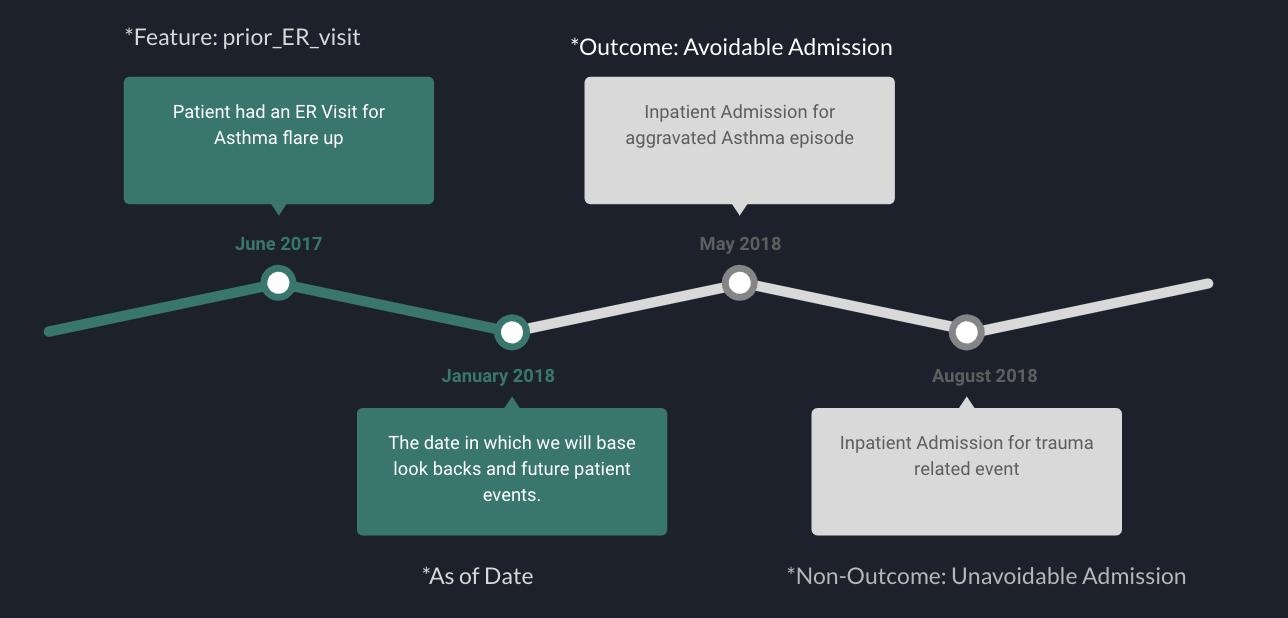 *Feature: prior_ER_visit
*Outcome: Avoidable Admission
Patient had an ER Visit for
Asthma flare up
Inpatient Admission for
aggravated Asthma episode
June 2017
May 2018
January 2018
August 2018
The date in which we will base
look backs and future patient
events.
Inpatient Admission for trauma
related event
*As of Date
*Non-Outcome: Unavoidable Admission